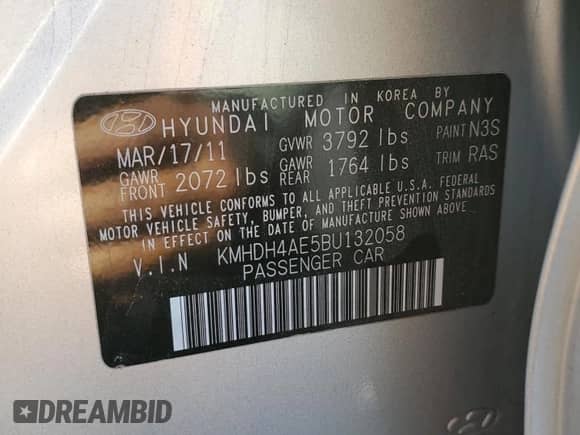 MANUFACTURED IN KOREA BY
HYUNDAI MOTOR COMPANY
MAR/17/11 GVWR 3792 lbs PAINT N3S
GAWR FRONT 2072 lbs GAWR REAR 1764 lbs TRIM RAS
THIS VEHICLE CONFORMS TO ALL APPLICABLE U.S.A. FEDERAL
MOTOR VEHICLE SAFETY, BUMPER, AND THEFT PREVENTION STANDARDS
IN EFFECT ON THE DATE OF MANUFACTURE SHOWN ABOVE.
V.I.N KMHDH4AE5BU132058
PASSENGER CAR
DREAMBID